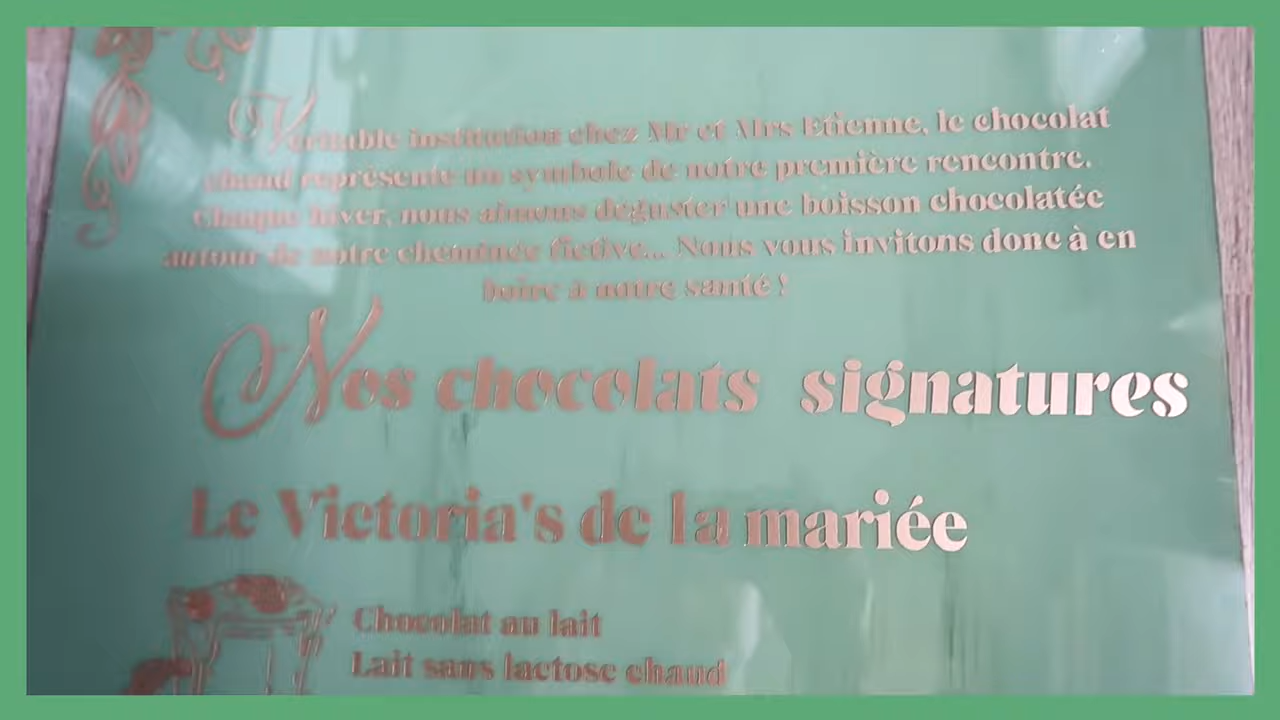 Véritable institution chez Mr et Mrs Etienne, le chocolat
chaud représente un symbole de notre première rencontre.
Chaque hiver, nous aimons déguster une boisson chocolatée
autour de notre cheminée fictive... Nous vous invitons donc à en
boire à notre santé !
Nos chocolats signatures
Le Victoria's de la mariée
Chocolat au lait
Lait sans lactose chaud